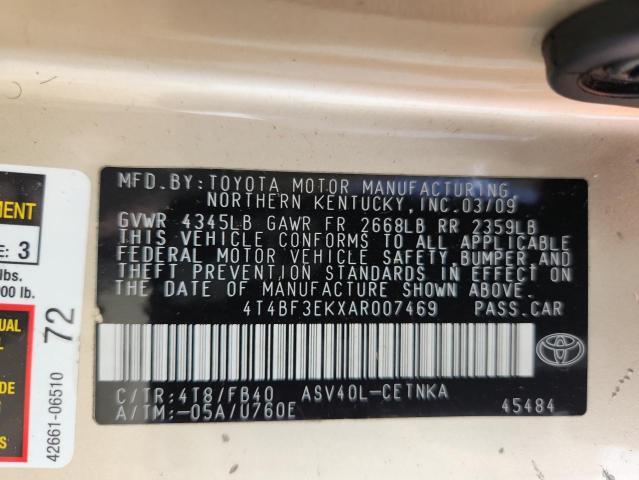 MFD.BY:TOYOTA MOTOR MANUFACTURING,
NORTHERN KENTUCKY, INC.03/09
GVWR 4345LB GAWR FR 2668LB RR 2359LB
THIS VEHICLE CONFORMS TO ALL APPLICABLE
FEDERAL MOTOR VEHICLE SAFETY,BUMPER,AND
THEFT PREVENTION STANDARDS IN EFFECT ON
THE DATE OF MANUFACTURE SHOWN ABOVE.
4T4BF3EKXAR007469 PASS.CAR
C/TR:4T8/FB40 ASV40L-CETNKA
A/TM:-05A/U760E 45484
TOYOTA
MENT
E: 3
lbs.
00 lb.
UAL
DE
72
42661-06510